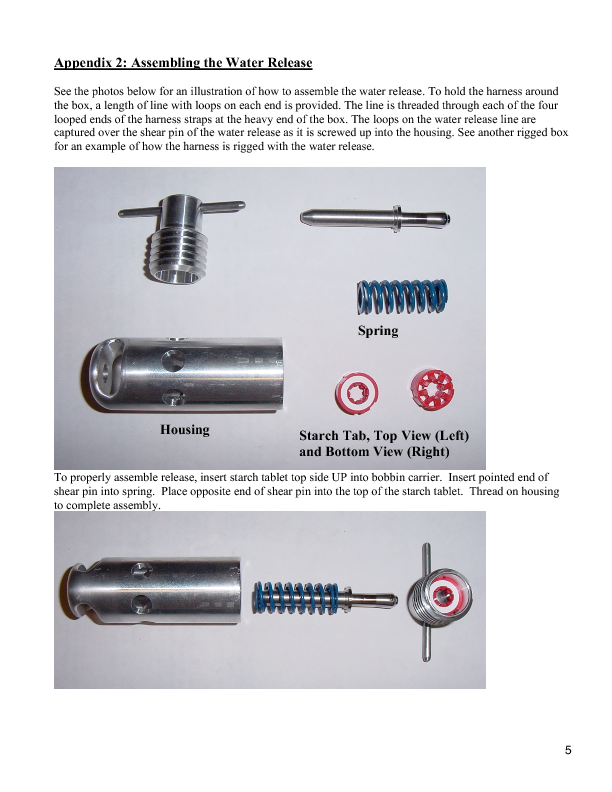 Appendix 2: Assembling the Water Release
See the photos below for an illustration of how to assemble the water release. To hold the harness around
the box, a length of line with loops on each end is provided. The line is threaded through each of the four
looped ends of the harness straps at the heavy end of the box. The loops on the water release line are
captured over the shear pin of the water release as it is screwed up into the housing. See another rigged box
for an example of how the harness is rigged with the water release.
Spring
Housing
Starch Tab, Top View (Left)
and Bottom View (Right)
To properly assemble release, insert starch tablet top side UP into bobbin carrier.  Insert pointed end of
shear pin into spring.  Place opposite end of shear pin into the top of the starch tablet.  Thread on housing
to complete assembly.
5